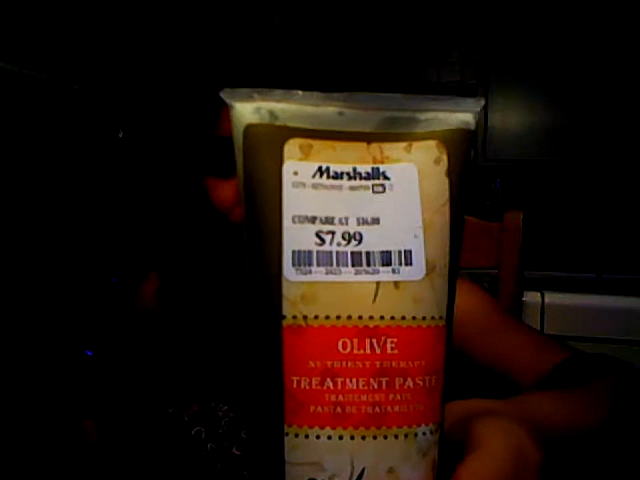 Marshalls
COMPARE AT $16.00
$7.99
OLIVE
NUTRIENT THERAPY
TREATMENT PASTE
TRAITEMENT PATE
PASTA DE TRATAMIENTO